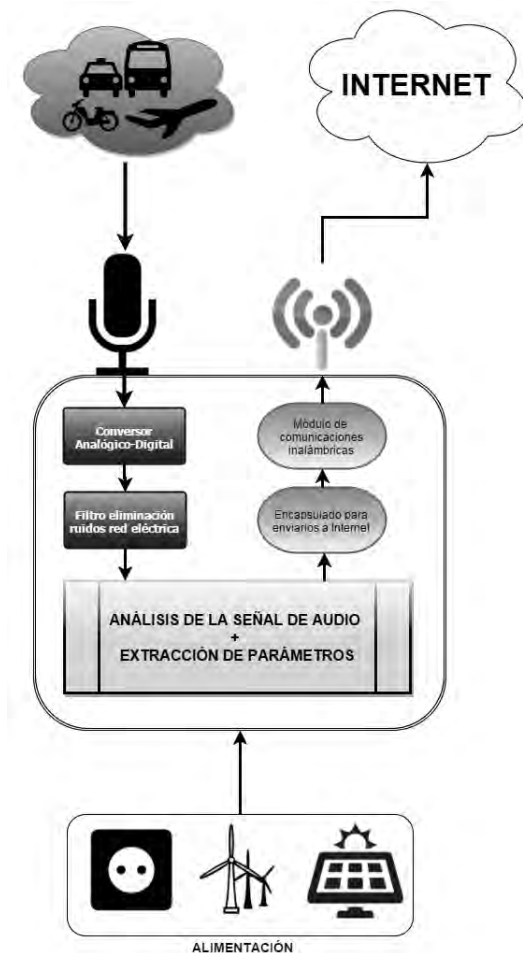 INTERNET
Conversor
Analógico-Digital
Filtro eliminación
ruidos red eléctrica
Módulo de
comunicaciones
inalámbricas
Encapsulado para
enviarlos a Internet
ANÁLISIS DE LA SEÑAL DE AUDIO
+
EXTRACCIÓN DE PARÁMETROS
ALIMENTACIÓN